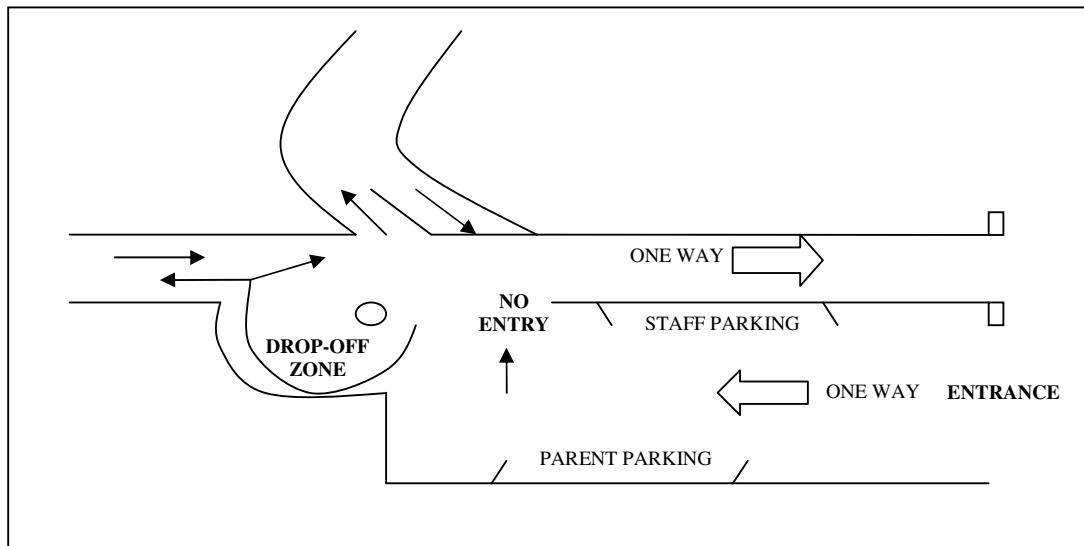 ONE WAY
NO
ENTRY
STAFF PARKING
DROP-OFF
ZONE
ONE WAY ENTRANCE
PARENT PARKING